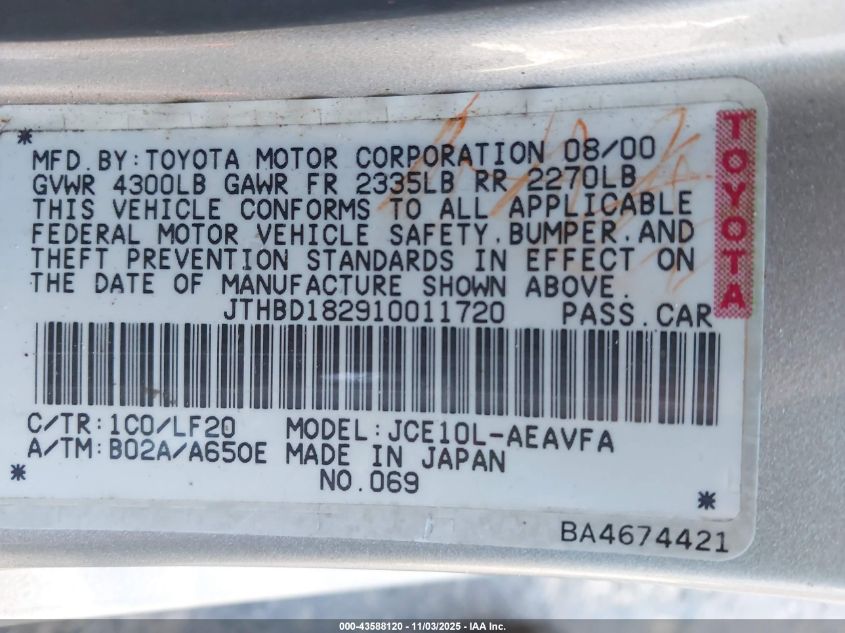 MFD. BY: TOYOTA MOTOR CORPORATION 08/00
GVWR 4300LB GAWR FR 2335LB RR 2270LB
THIS VEHICLE CONFORMS TO ALL APPLICABLE
FEDERAL MOTOR VEHICLE SAFETY, BUMPER, AND
THEFT PREVENTION STANDARDS IN EFFECT ON
THE DATE OF MANUFACTURE SHOWN ABOVE.
JTHBD182910011720 PASS. CAR
C/TR: 1C0/LF20 MODEL: JCE10L-AEAVFA
A/TM: B02A/A650E MADE IN JAPAN
NO. 069
TOYOTA
BA4674421
000-43588120 - 11/03/2025 - IAA Inc.